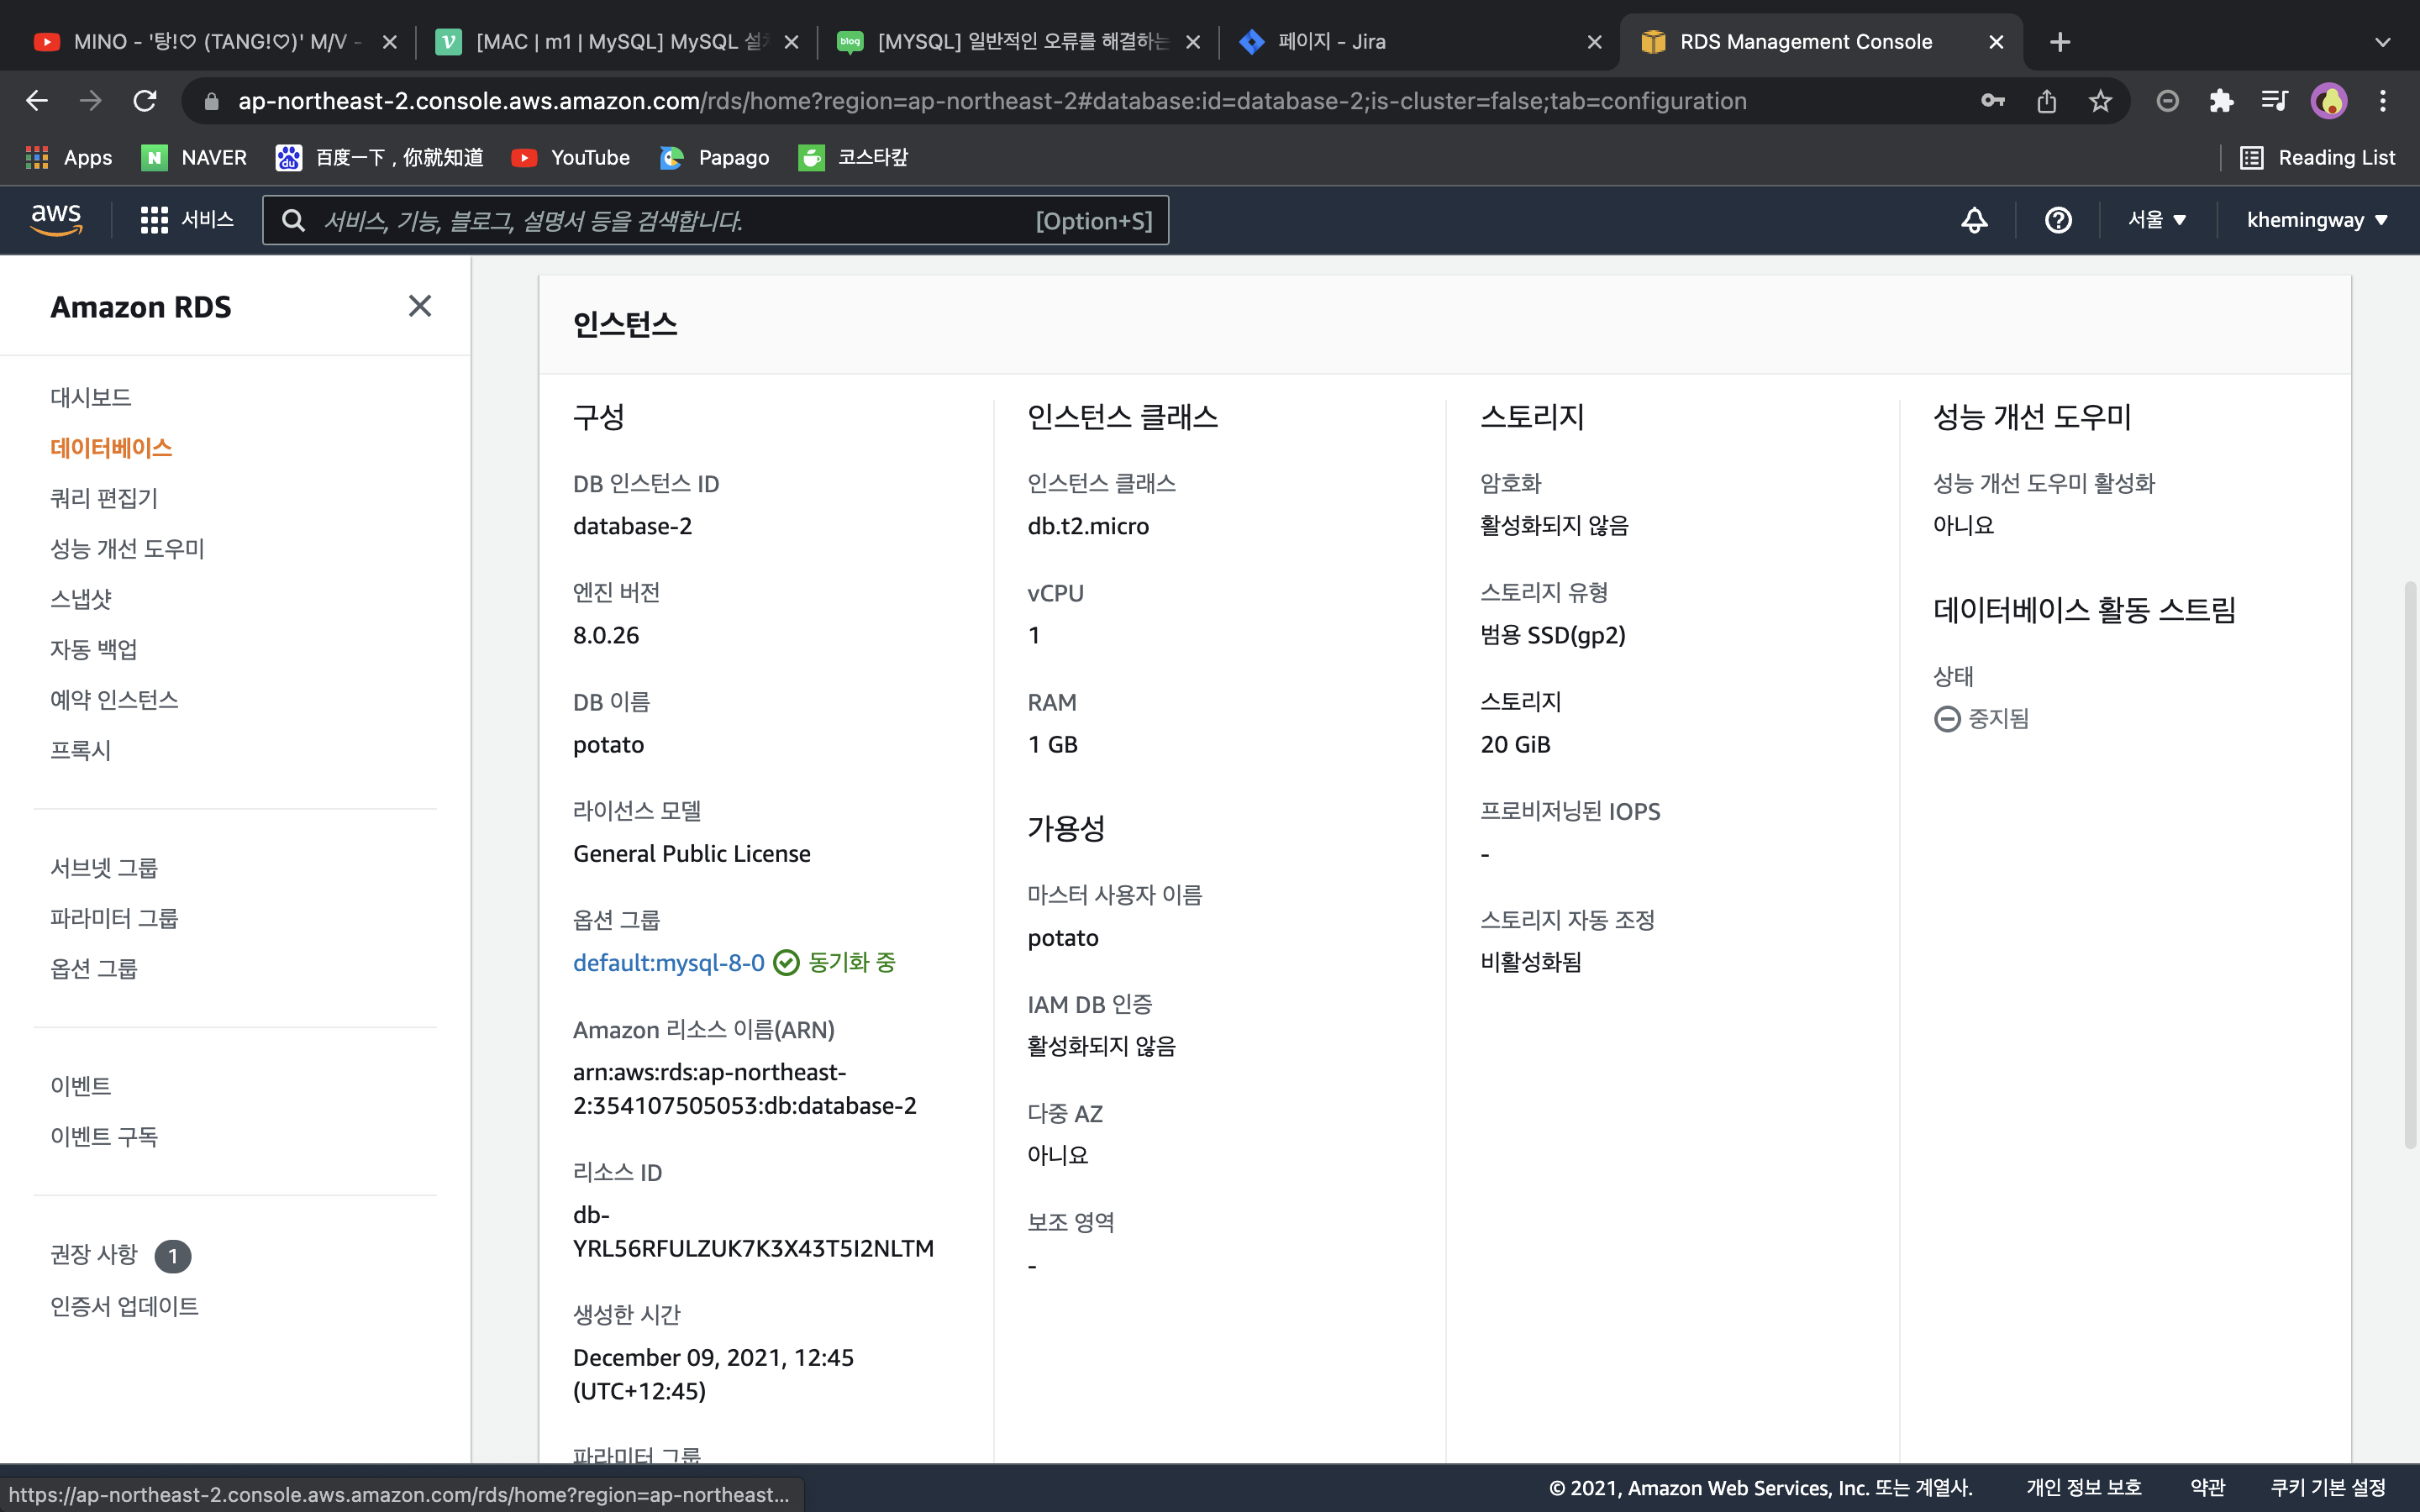 MINO - '탕!♡ (TANG!♡)' M/V -
[MAC | m1 | MySQL] MySQL 설치
[MYSQL] 일반적인 오류를 해결하는
페이지 - Jira
RDS Management Console
ap-northeast-2.console.aws.amazon.com/rds/home?region=ap-northeast-2#database:id=database-2;is-cluster=false;tab=configuration
Apps
NAVER
百度一下，你就知道
YouTube
Papago
코스타캎
Reading List
aws
서비스
서비스, 기능, 블로그, 설명서 등을 검색합니다.
[Option+S]
서울
khemingway
Amazon RDS
대시보드
데이터베이스
쿼리 편집기
성능 개선 도우미
스냅샷
자동 백업
예약 인스턴스
프록시
서브넷 그룹
파라미터 그룹
옵션 그룹
이벤트
이벤트 구독
권장 사항 1
인증서 업데이트
인스턴스
구성
DB 인스턴스 ID
database-2
엔진 버전
8.0.26
DB 이름
potato
라이선스 모델
General Public License
옵션 그룹
default:mysql-8-0 동기화 중
Amazon 리소스 이름(ARN)
arn:aws:rds:ap-northeast-
2:354107505053:db:database-2
리소스 ID
db-
YRL56RFULZUK7K3X43T5I2NLTM
생성한 시간
December 09, 2021, 12:45
(UTC+12:45)
파라미터 그룹
인스턴스 클래스
인스턴스 클래스
db.t2.micro
vCPU
1
RAM
1 GB
가용성
마스터 사용자 이름
potato
IAM DB 인증
활성화되지 않음
다중 AZ
아니요
보조 영역
-
스토리지
암호화
활성화되지 않음
스토리지 유형
범용 SSD(gp2)
스토리지
20 GiB
프로비저닝된 IOPS
-
스토리지 자동 조정
비활성화됨
성능 개선 도우미
성능 개선 도우미 활성화
아니요
데이터베이스 활동 스트림
상태
중지됨
https://ap-northeast-2.console.aws.amazon.com/rds/home?region=ap-northeast...
© 2021, Amazon Web Services, Inc. 또는 계열사.
개인 정보 보호
약관
쿠키 기본 설정